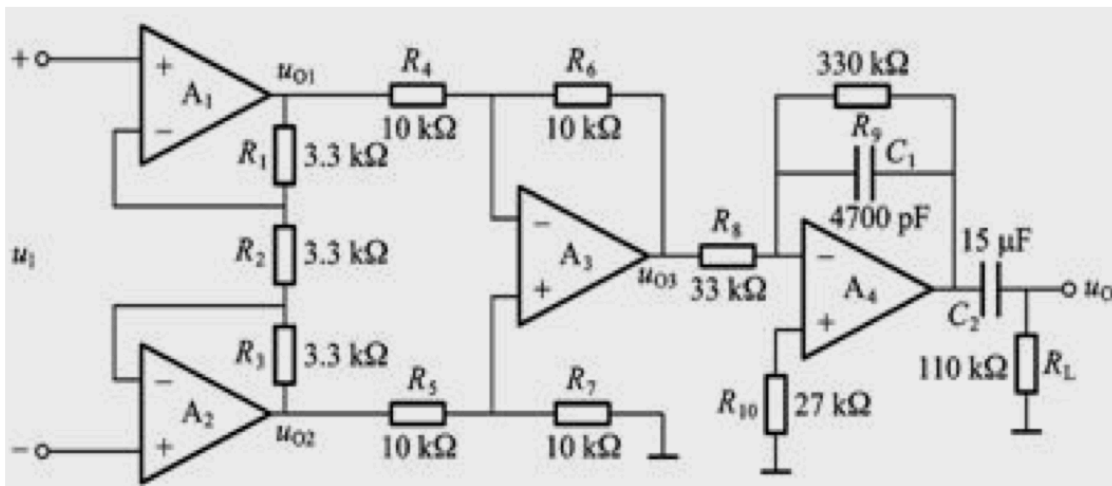 +
+
A1
−
uO1
R4
10 kΩ
R6
10 kΩ
R1
3.3 kΩ
uI
R2
3.3 kΩ
−
A3
+
uO3
R8
33 kΩ
330 kΩ
R9
C1
4700 pF
−
A4
+
15 μF
C2
uO
R3
3.3 kΩ
−
A2
+
−
uO2
R5
10 kΩ
R7
10 kΩ
R10
27 kΩ
110 kΩ
RL